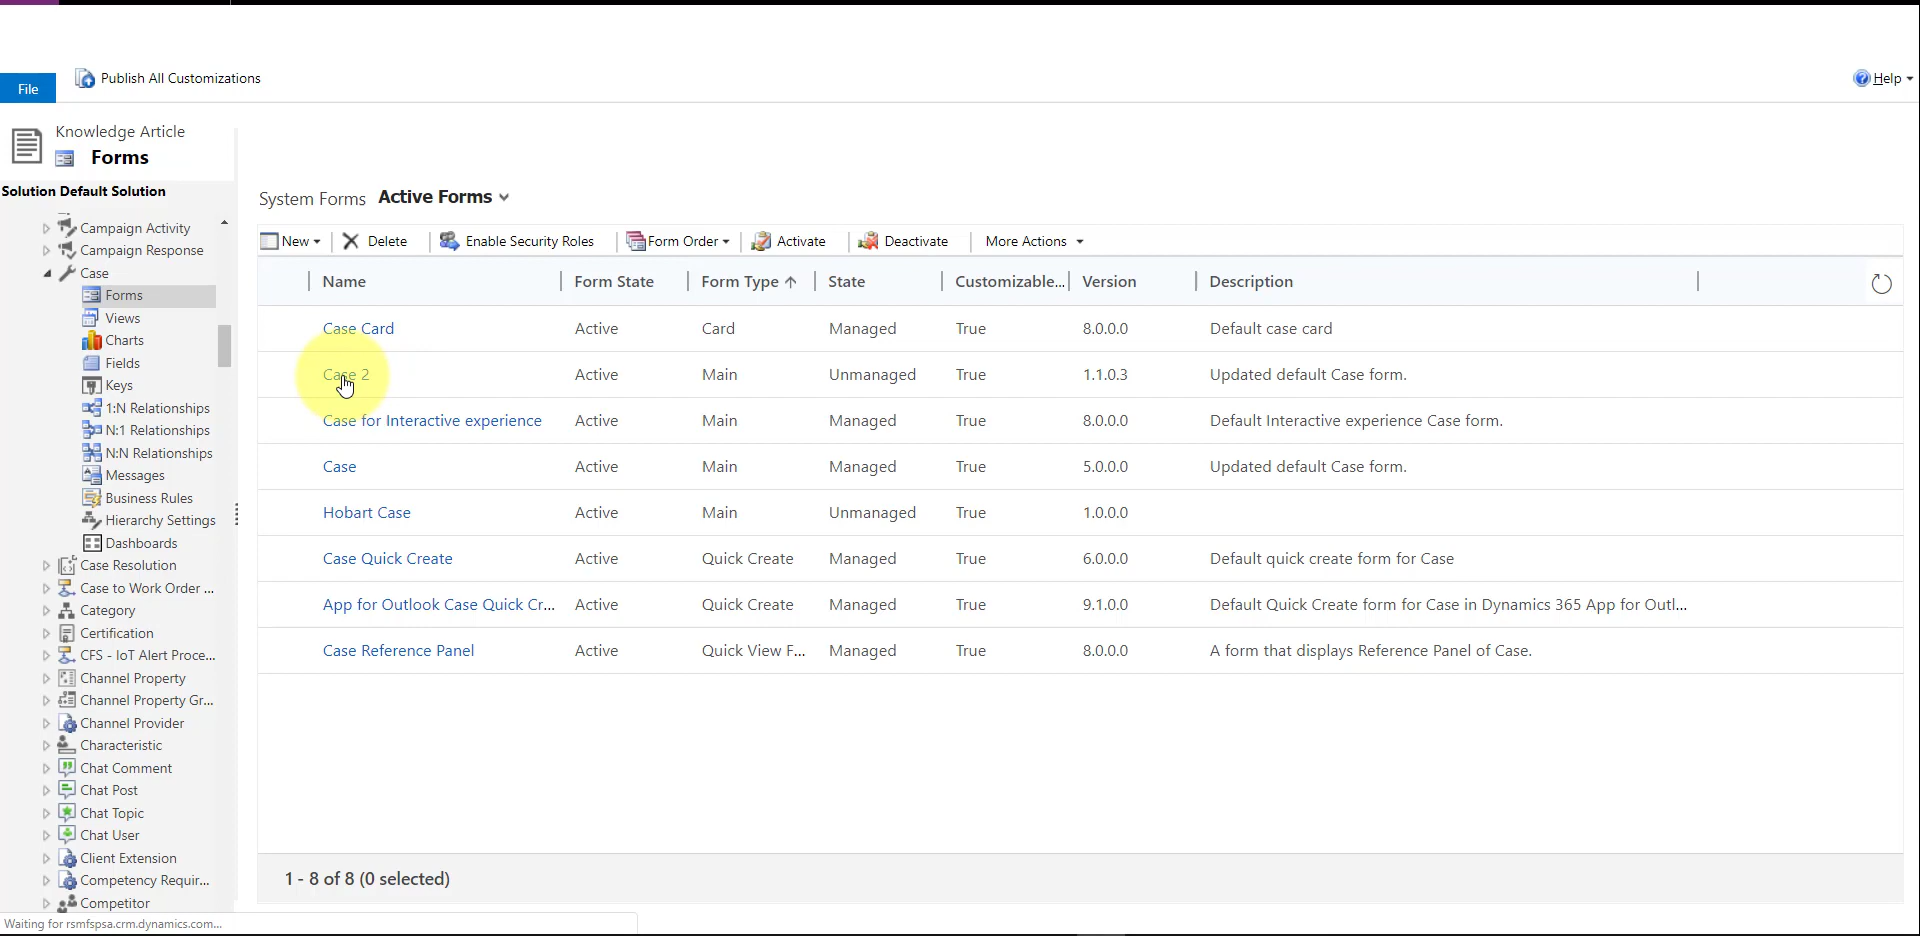 Publish All Customizations
File
Help
Knowledge Article
Forms
Solution Default Solution
Campaign Activity
Campaign Response
Case
Forms
Views
Charts
Fields
Keys
1:N Relationships
N:1 Relationships
N:N Relationships
Messages
Business Rules
Hierarchy Settings
Dashboards
Case Resolution
Case to Work Order ...
Category
Certification
CFS - IoT Alert Proce...
Channel Property
Channel Property Gr...
Channel Provider
Characteristic
Chat Comment
Chat Post
Chat Topic
Chat User
Client Extension
Competency Requir...
Competitor
System Forms Active Forms
New Delete Enable Security Roles Form Order Activate Deactivate More Actions
Name Form State Form Type State Customizable... Version Description
Case Card Active Card Managed True 8.0.0.0 Default case card
Case 2 Active Main Unmanaged True 1.1.0.3 Updated default Case form.
Case for Interactive experience Active Main Managed True 8.0.0.0 Default Interactive experience Case form.
Case Active Main Managed True 5.0.0.0 Updated default Case form.
Hobart Case Active Main Unmanaged True 1.0.0.0
Case Quick Create Active Quick Create Managed True 6.0.0.0 Default quick create form for Case
App for Outlook Case Quick Cr... Active Quick Create Managed True 9.1.0.0 Default Quick Create form for Case in Dynamics 365 App for Outl...
Case Reference Panel Active Quick View F... Managed True 8.0.0.0 A form that displays Reference Panel of Case.
1 - 8 of 8 (0 selected)
Waiting for rsmfspsa.crm.dynamics.com...